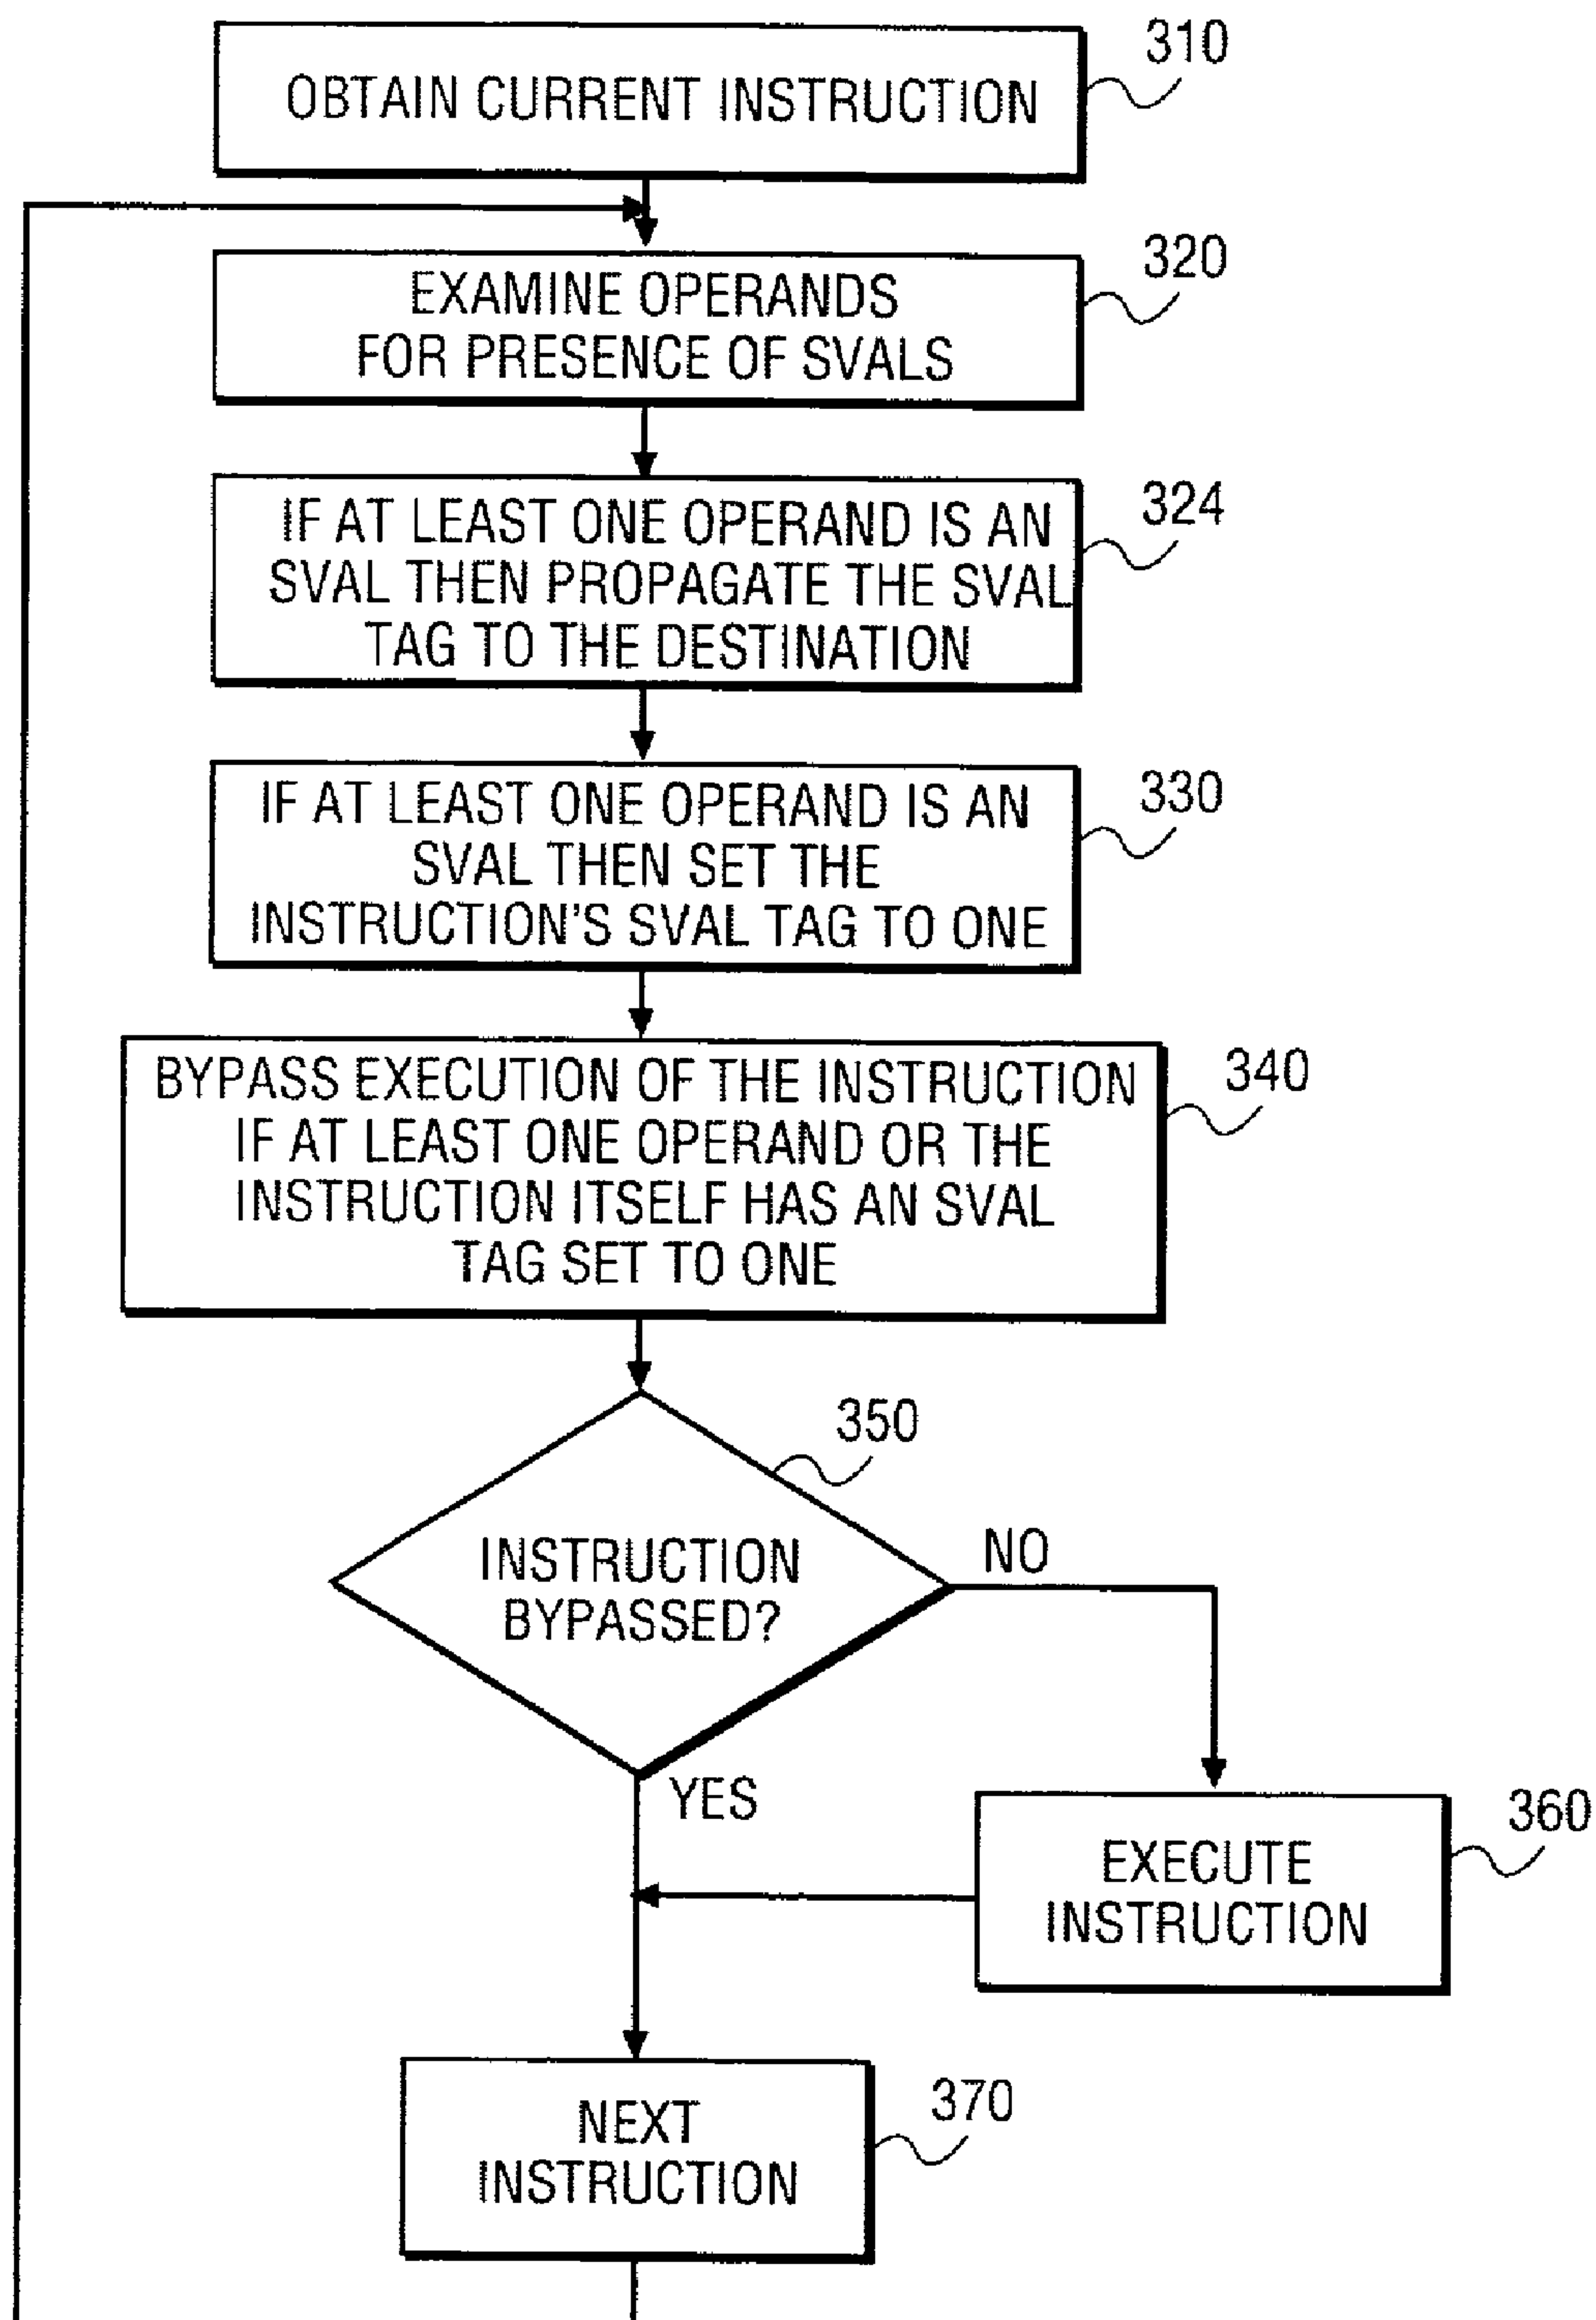 310
OBTAIN CURRENT INSTRUCTION
320
EXAMINE OPERANDS
FOR PRESENCE OF SVALS
324
IF AT LEAST ONE OPERAND IS AN
SVAL THEN PROPAGATE THE SVAL
TAG TO THE DESTINATION
330
IF AT LEAST ONE OPERAND IS AN
SVAL THEN SET THE
INSTRUCTION'S SVAL TAG TO ONE
340
BYPASS EXECUTION OF THE INSTRUCTION
IF AT LEAST ONE OPERAND OR THE
INSTRUCTION ITSELF HAS AN SVAL
TAG SET TO ONE
350
INSTRUCTION
BYPASSED?
NO
YES
360
EXECUTE
INSTRUCTION
370
NEXT
INSTRUCTION